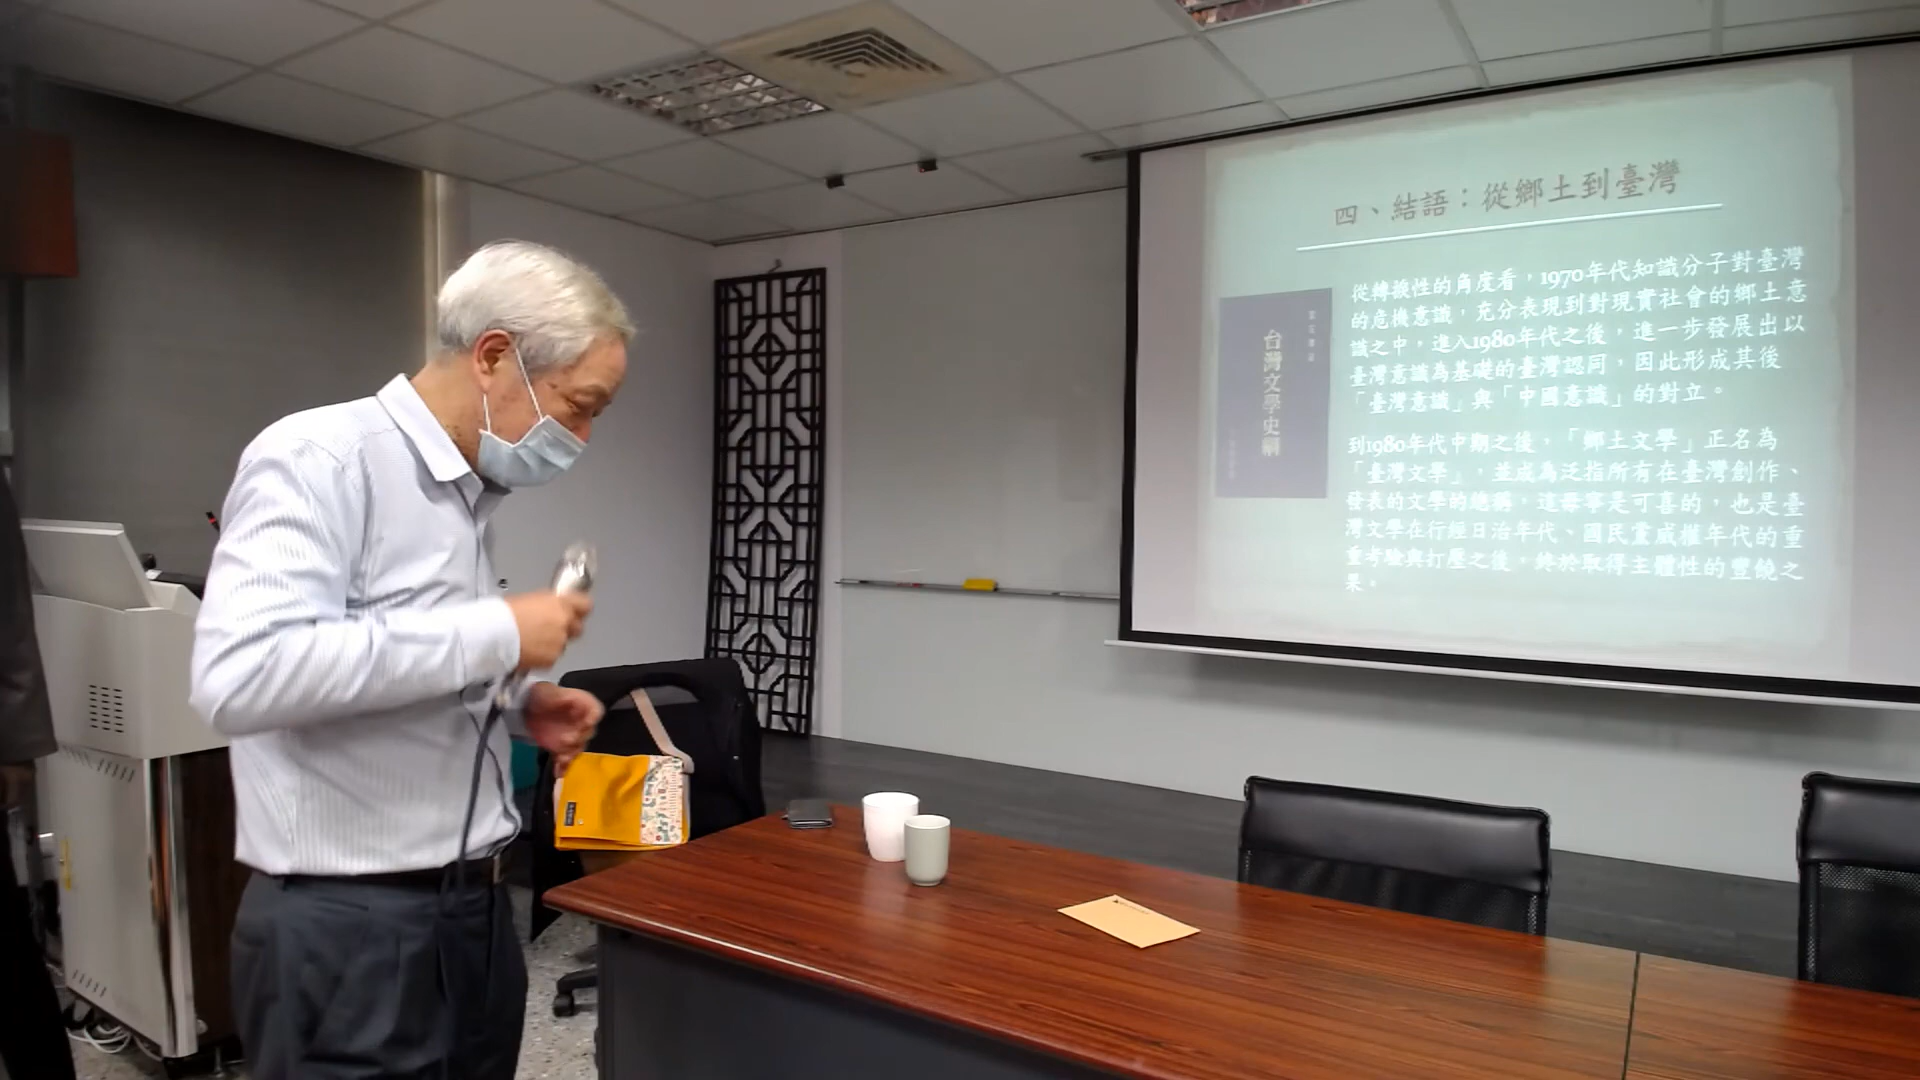 四、結語：從鄉土到臺灣
從轉捩性的角度看，1970年代知識分子對臺灣
的危機意識，充分表現到對現實社會的鄉土意
識之中，進入1980年代之後，進一步發展出以
臺灣意識為基礎的臺灣認同，因此形成其後
「臺灣意識」與「中國意識」的對立。
到1980年代中期之後，「鄉土文學」正名為
「臺灣文學」，並成為泛指所有在臺灣創作、
發表的文學的總稱，這毋寧是可喜的，也是臺
灣文學在行經日治年代、國民黨威權年代的重
重考驗與打壓之後，終於取得主體性的豐饒之
果。
台灣文學史綱